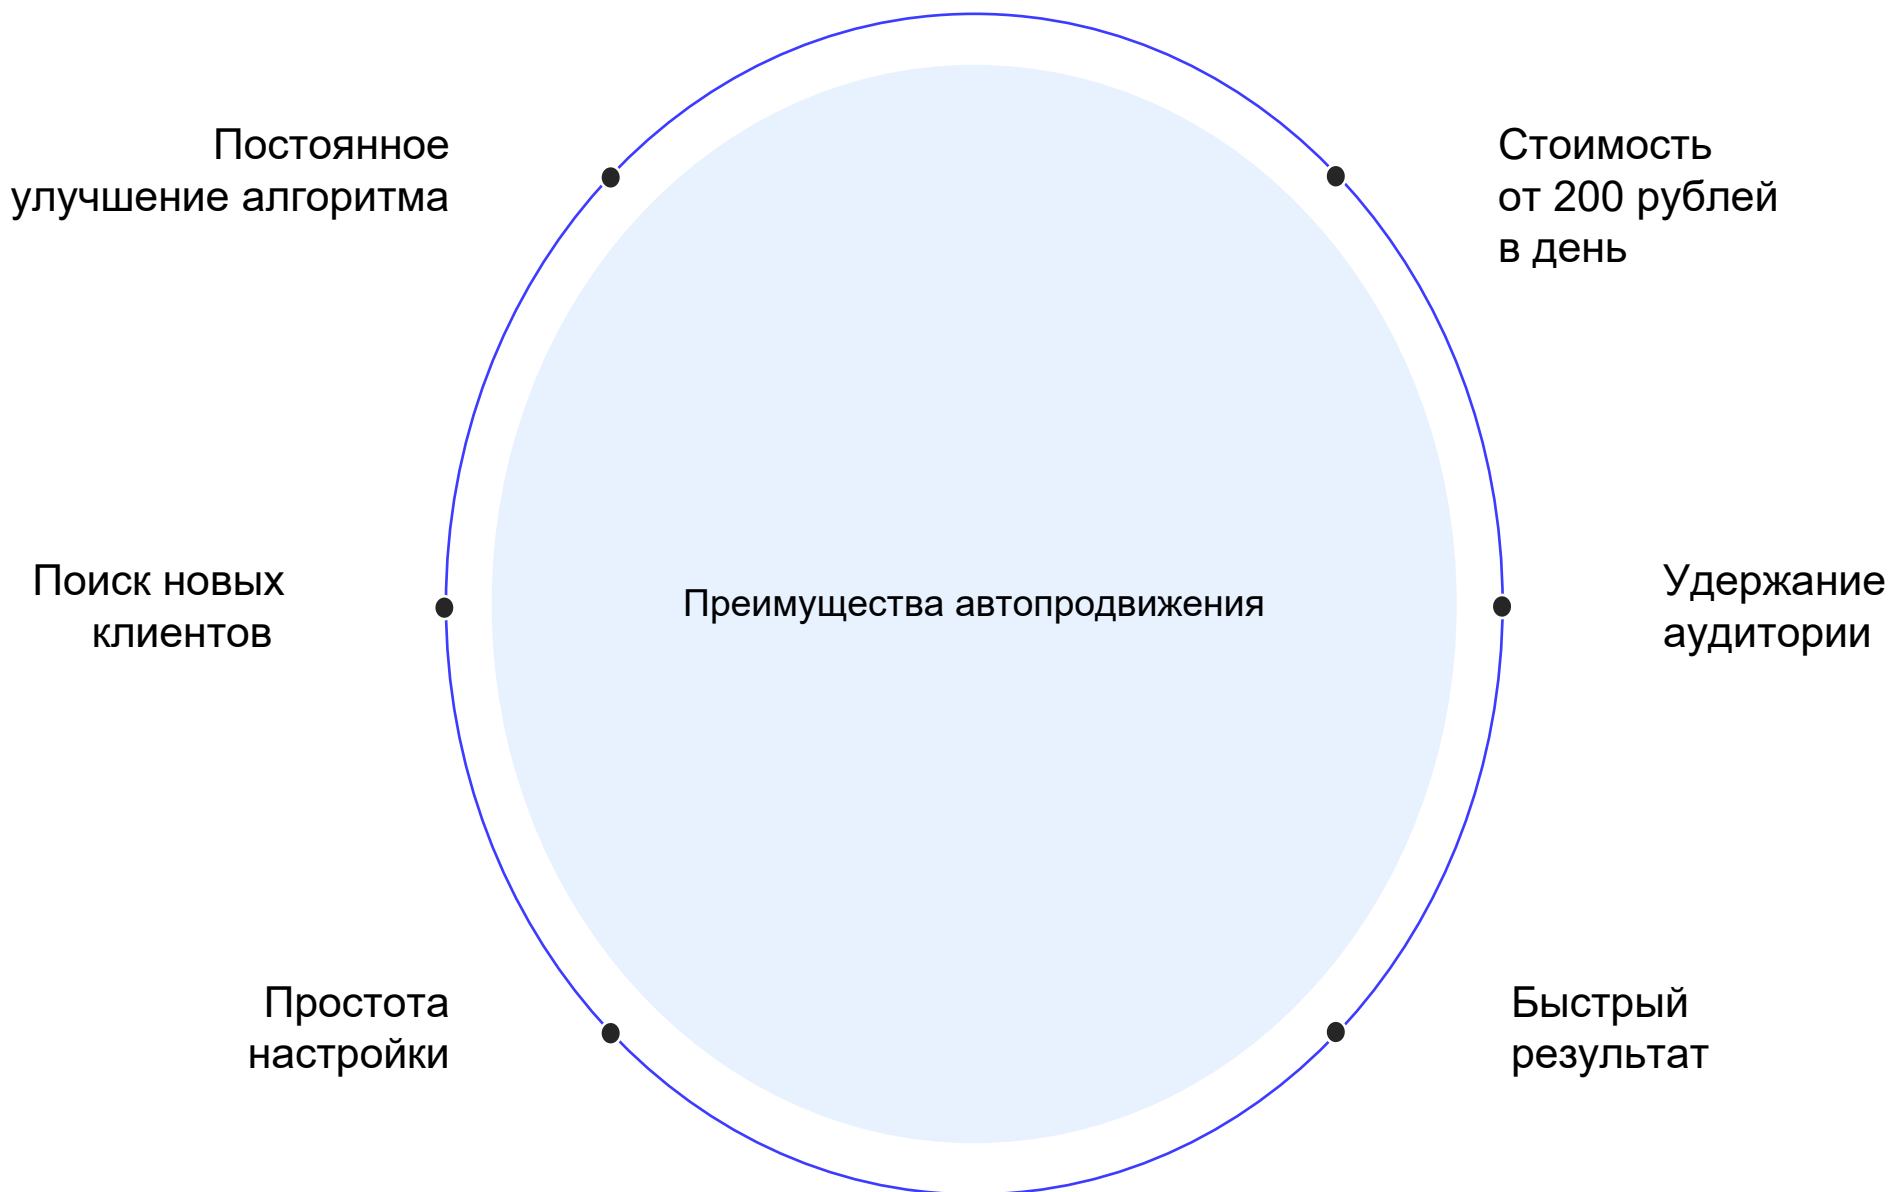 Постоянное
улучшение алгоритма
Стоимость
от 200 рублей
в день
Поиск новых
клиентов
Преимущества автопродвижения
Удержание
аудитории
Простота
настройки
Быстрый
результат